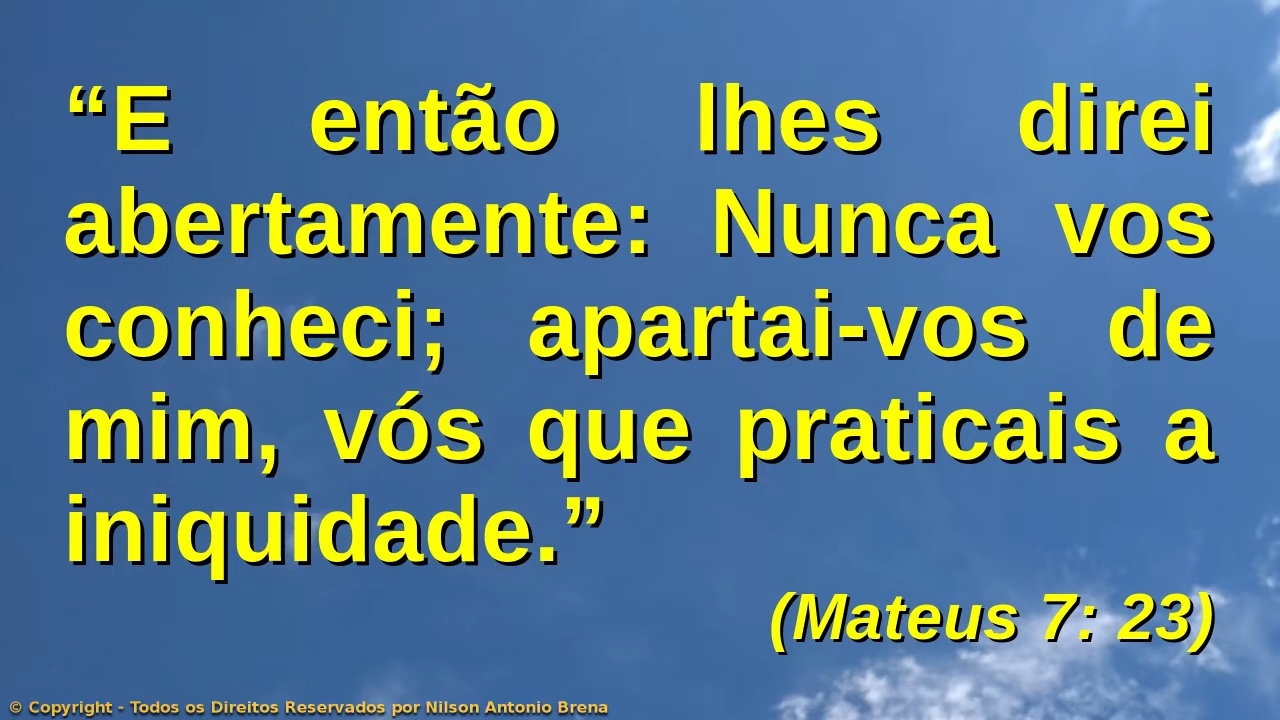 “E então lhes direi
abertamente: Nunca vos
conheci; apartai-vos de
mim, vós que praticais a
iniquidade.”
(Mateus 7: 23)
© Copyright - Todos os Direitos Reservados por Nilson Antonio Brena